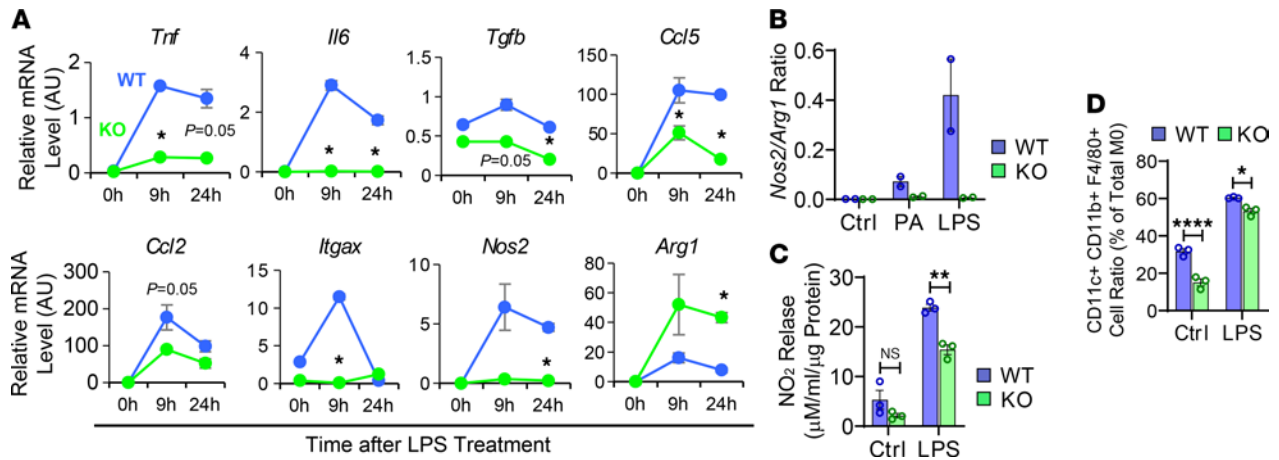 A
Relative mRNA
Level (AU)
Tnf
2
1
0
WT
KO
*
P=0.05
0h 9h 24h
Il6
4
2
0
* *
0h 9h 24h
Tgfb
1.5
1
0.5
0
P=0.05
*
0h 9h 24h
Ccl5
150
100
50
0
* *
0h 9h 24h
Relative mRNA
Level (AU)
Ccl2
300
200
100
0
P=0.05
0h 9h 24h
Itgax
15
10
5
0
*
0h 9h 24h
Nos2
10
5
0
*
0h 9h 24h
Arg1
80
60
40
20
0
*
0h 9h 24h
Time after LPS Treatment
B
Nos2/Arg1 Ratio
0.6
0.4
0.2
0.0
Ctrl PA LPS
WT
KO
C
NO2 Relase
(μM/ml/μg Protein)
30
20
10
0
NS
**
Ctrl LPS
WT
KO
D
WT KO
CD11c+ CD11b+ F4/80+
Cell Ratio (% of Total M0)
80
60
40
20
0
****
*
Ctrl LPS